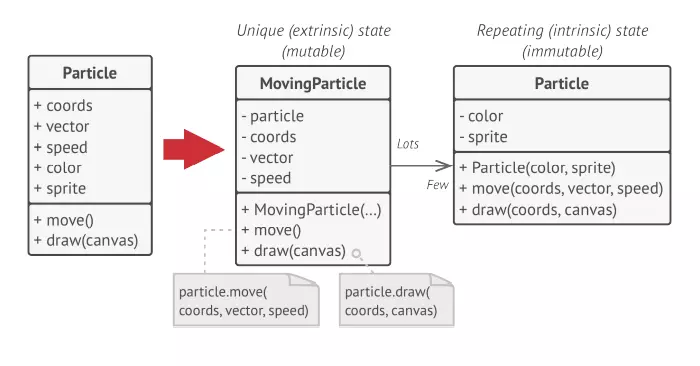 Unique (extrinsic) state
(mutable)
Repeating (intrinsic) state
(immutable)
Particle
+ coords
+ vector
+ speed
+ color
+ sprite
+ move()
+ draw(canvas)
MovingParticle
- particle
- coords
- vector
- speed
+ MovingParticle(...)
+ move()
+ draw(canvas)
particle.move(
coords, vector, speed)
particle.draw(
coords, canvas)
Lots
Few
Particle
- color
- sprite
+ Particle(color, sprite)
+ move(coords, vector, speed)
+ draw(coords, canvas)